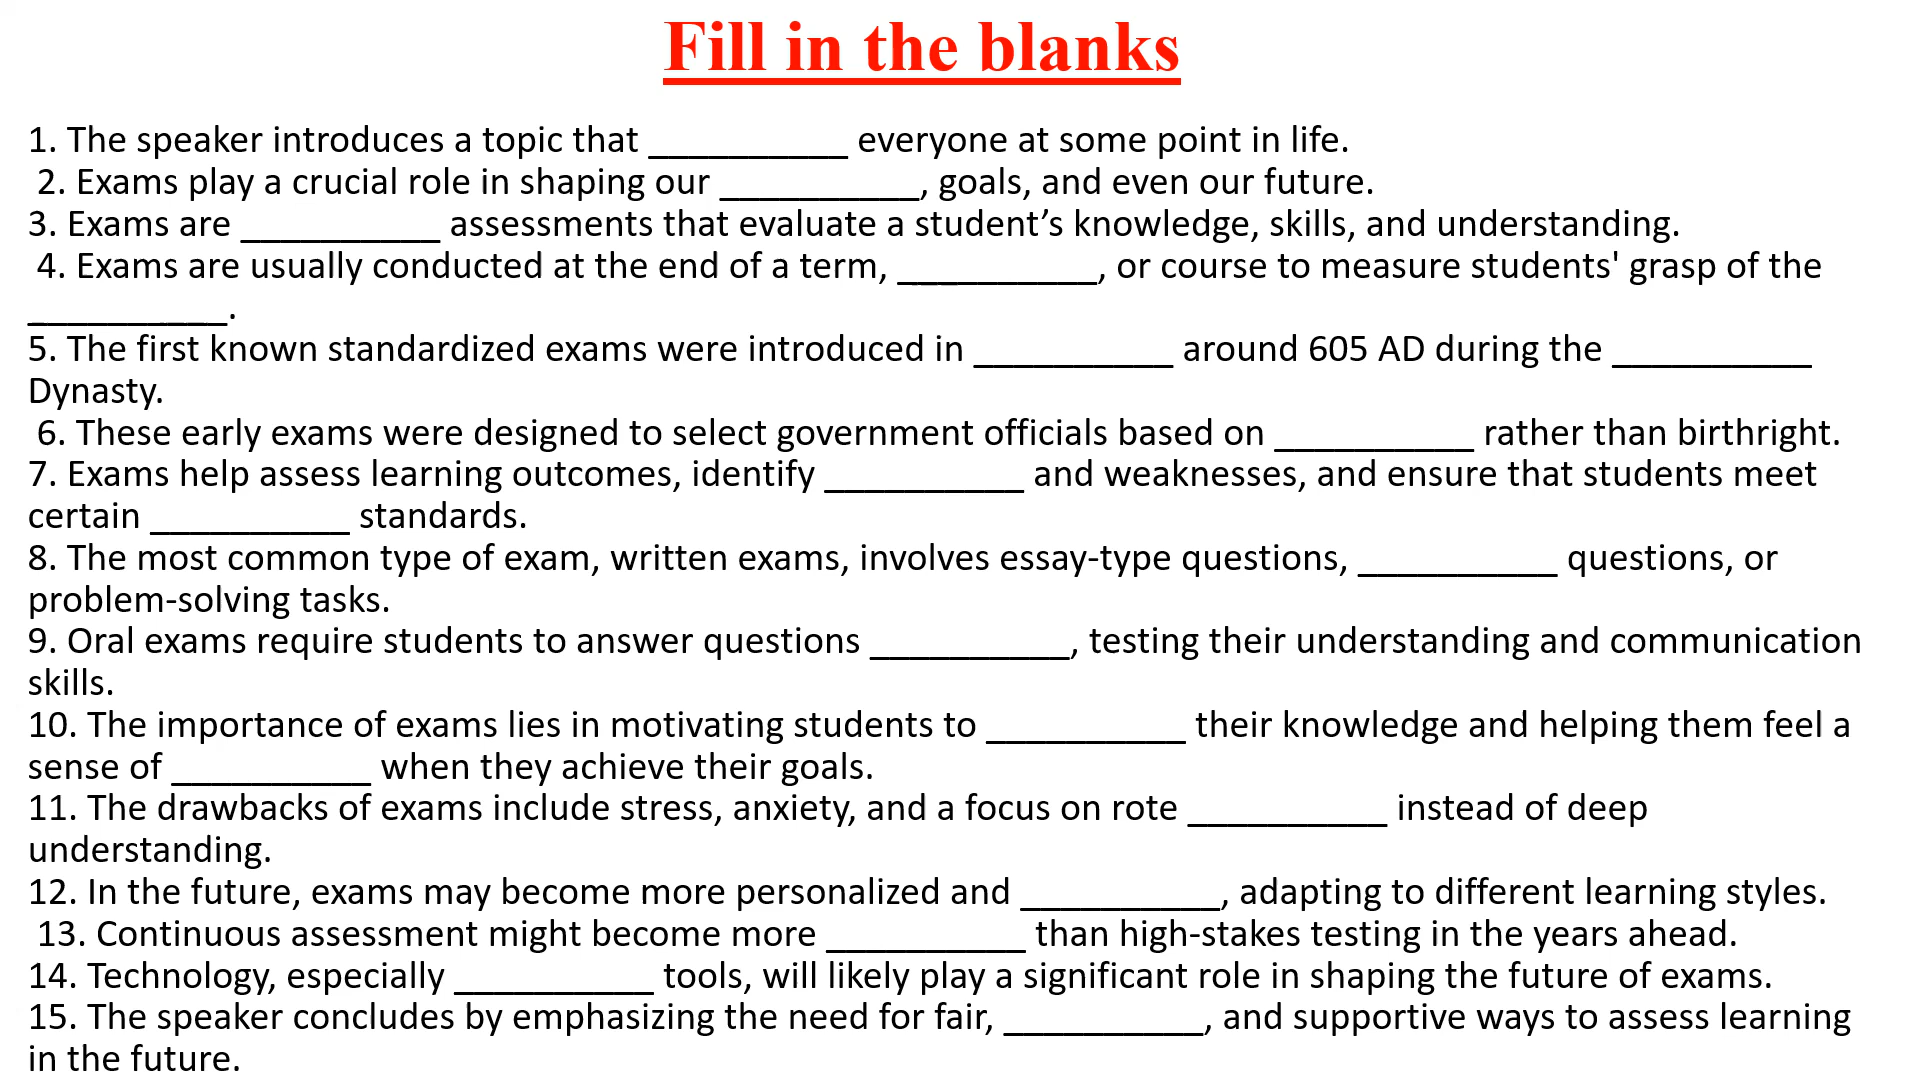 Fill in the blanks
1. The speaker introduces a topic that __________ everyone at some point in life.
2. Exams play a crucial role in shaping our __________, goals, and even our future.
3. Exams are __________ assessments that evaluate a student’s knowledge, skills, and understanding.
4. Exams are usually conducted at the end of a term, __________, or course to measure students' grasp of the
__________.
5. The first known standardized exams were introduced in __________ around 605 AD during the __________
Dynasty.
6. These early exams were designed to select government officials based on __________ rather than birthright.
7. Exams help assess learning outcomes, identify __________ and weaknesses, and ensure that students meet
certain __________ standards.
8. The most common type of exam, written exams, involves essay-type questions, __________ questions, or
problem-solving tasks.
9. Oral exams require students to answer questions __________, testing their understanding and communication
skills.
10. The importance of exams lies in motivating students to __________ their knowledge and helping them feel a
sense of __________ when they achieve their goals.
11. The drawbacks of exams include stress, anxiety, and a focus on rote __________ instead of deep
understanding.
12. In the future, exams may become more personalized and __________, adapting to different learning styles.
13. Continuous assessment might become more __________ than high-stakes testing in the years ahead.
14. Technology, especially __________ tools, will likely play a significant role in shaping the future of exams.
15. The speaker concludes by emphasizing the need for fair, __________, and supportive ways to assess learning
in the future.